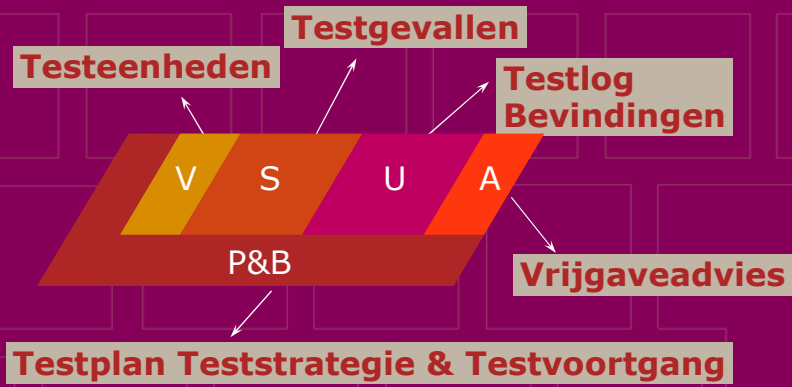 Testgevallen
Testeenheden
Testlog
Bevindingen
V S U A
P&B
Vrijgaveadvies
Testplan Teststrategie & Testvoortgang